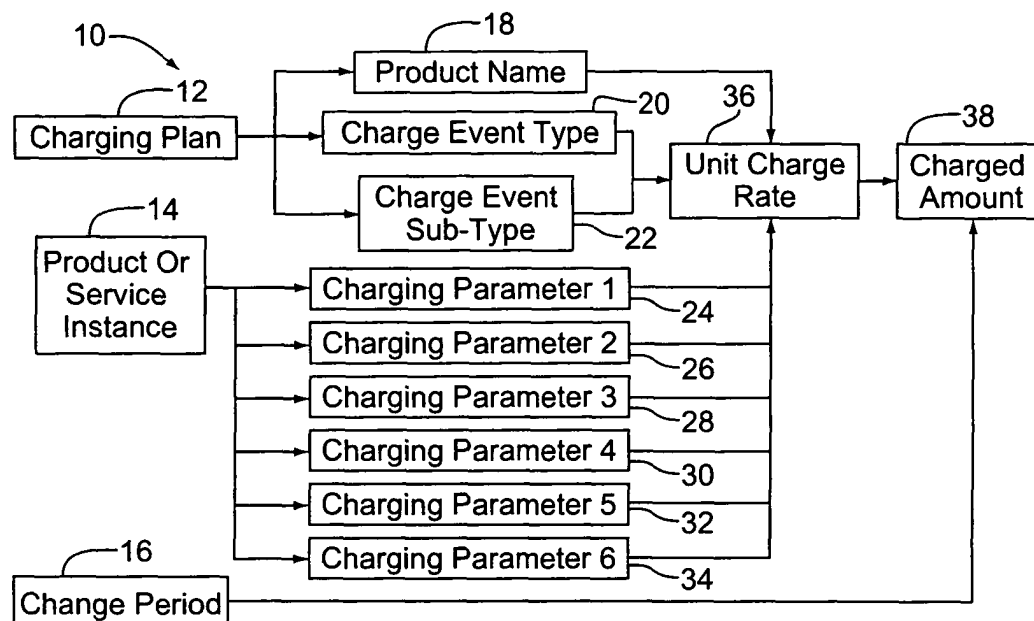 10
18
Product Name
12
20
36
38
Charging Plan
Charge Event Type
Unit Charge
Rate
Charged
Amount
14
Charge Event
Sub-Type
22
Product Or
Service
Instance
Charging Parameter 1
24
Charging Parameter 2
26
Charging Parameter 3
28
Charging Parameter 4
30
Charging Parameter 5
32
Charging Parameter 6
34
16
Change Period